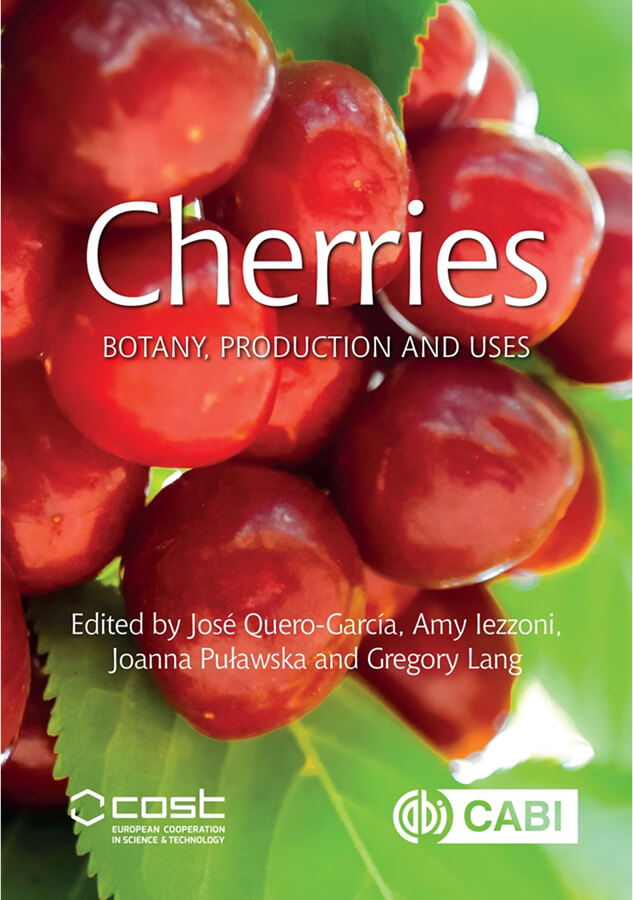 Cherries
BOTANY, PRODUCTION AND USES
Edited by José Quero-García, Amy Iezzoni,
Joanna Puławska and Gregory Lang
cost
EUROPEAN COOPERATION
IN SCIENCE & TECHNOLOGY
cabi CABI